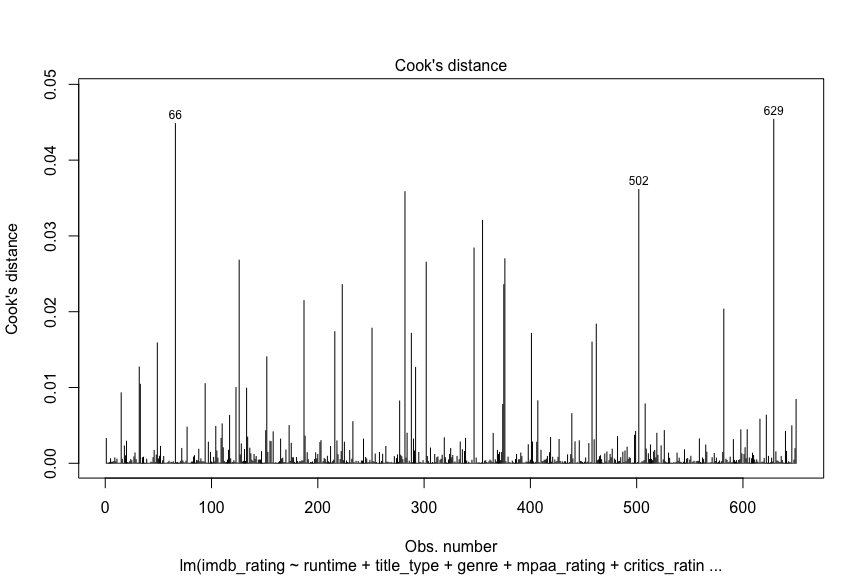 Cook's distance
0.05
0.04
0.03
0.02
0.01
0.00
Cook's distance
66
502
629
0 100 200 300 400 500 600
Obs. number
lm(imdb_rating ~ runtime + title_type + genre + mpaa_rating + critics_ratin ...